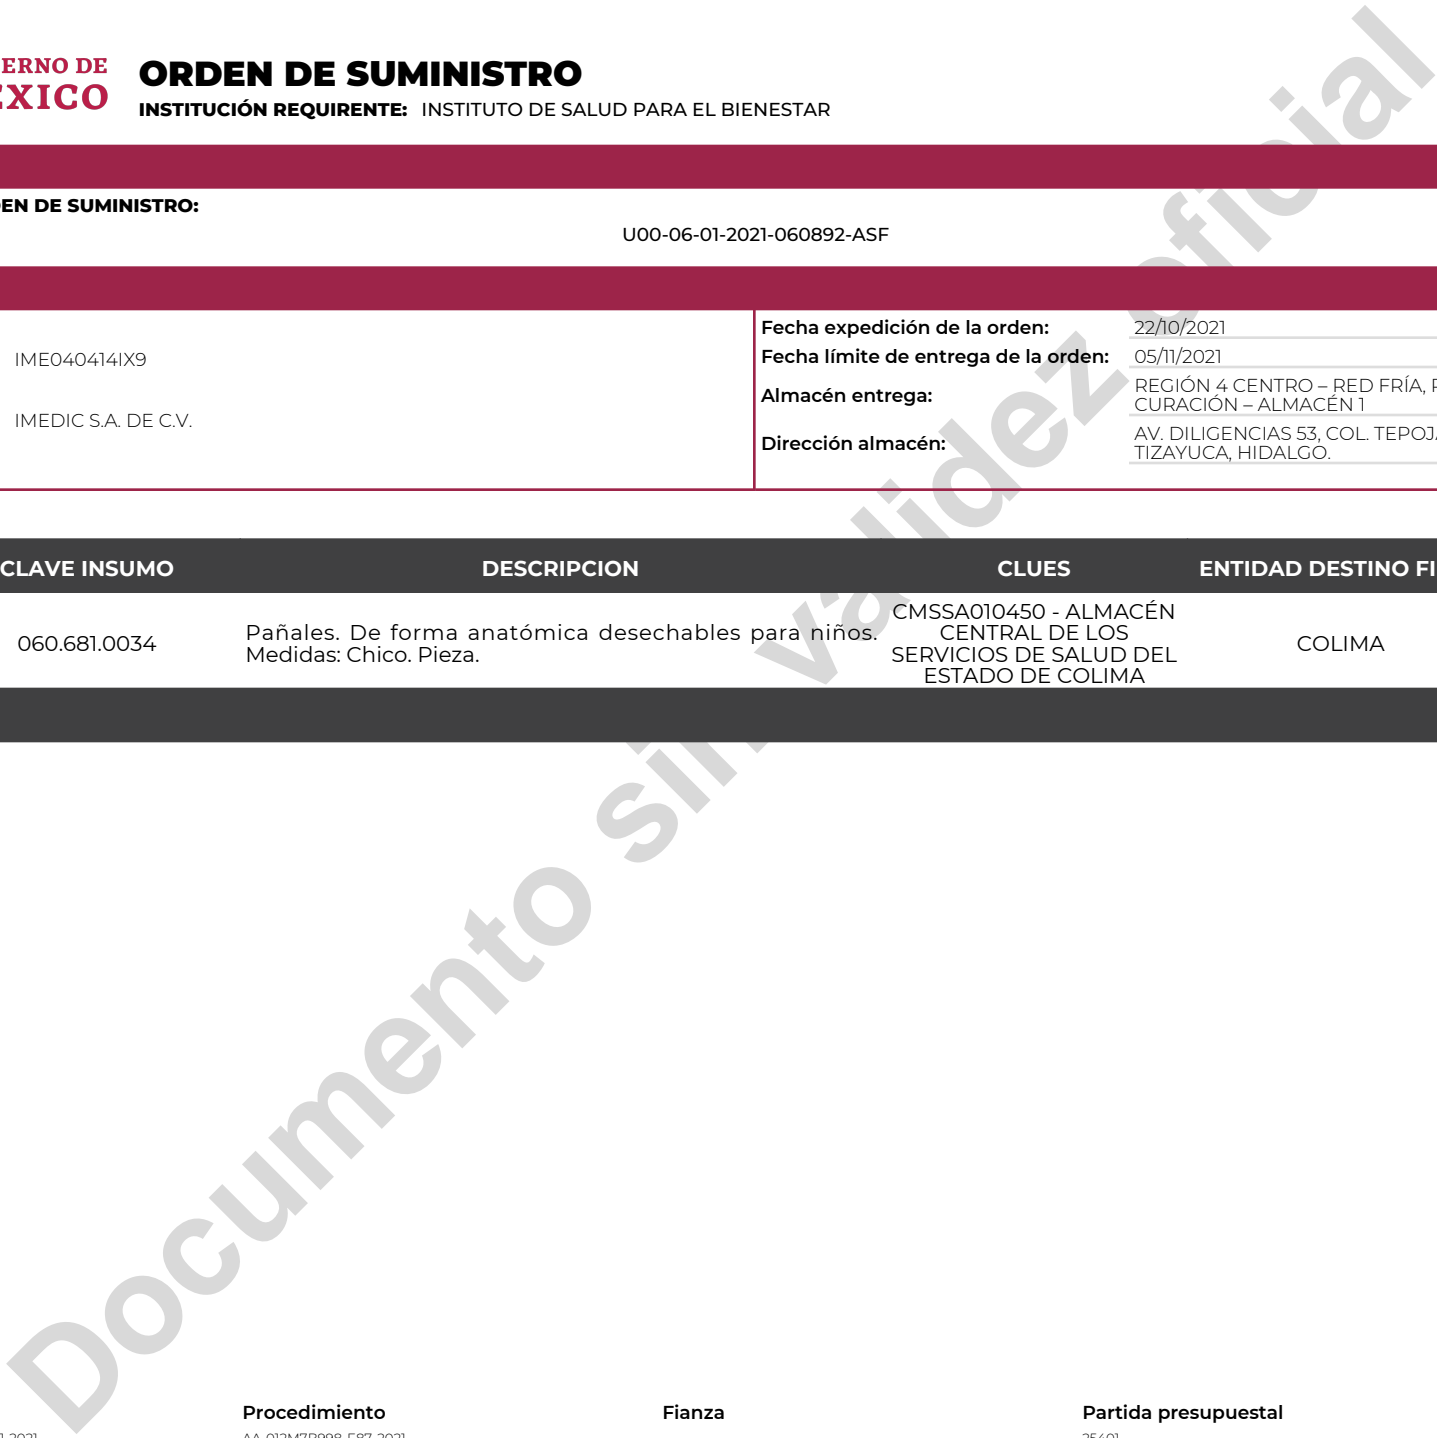 ERNO DE
ORDEN DE SUMINISTRO
EXICO
INSTITUCIÓN REQUIRENTE: INSTITUTO DE SALUD PARA EL BIENESTAR
EN DE SUMINISTRO:
U00-06-01-2021-060892-ASF
IME040414IX9
IMEDIC S.A. DE C.V.
Fecha expedición de la orden: 22/10/2021
Fecha límite de entrega de la orden: 05/11/2021
Almacén entrega: REGIÓN 4 CENTRO – RED FRÍA,
CURACIÓN – ALMACÉN 1
Dirección almacén: AV. DILIGENCIAS 53, COL. TEPOJA
TIZAYUCA, HIDALGO.
CLAVE INSUMO DESCRIPCION CLUES ENTIDAD DESTINO FI
060.681.0034
Pañales. De forma anatómica desechables para niños.
Medidas: Chico. Pieza.
CMSSA010450 - ALMACÉN
CENTRAL DE LOS
SERVICIOS DE SALUD DEL
ESTADO DE COLIMA
COLIMA
Documento sin validez oficial
Procedimiento Fianza Partida presupuestal